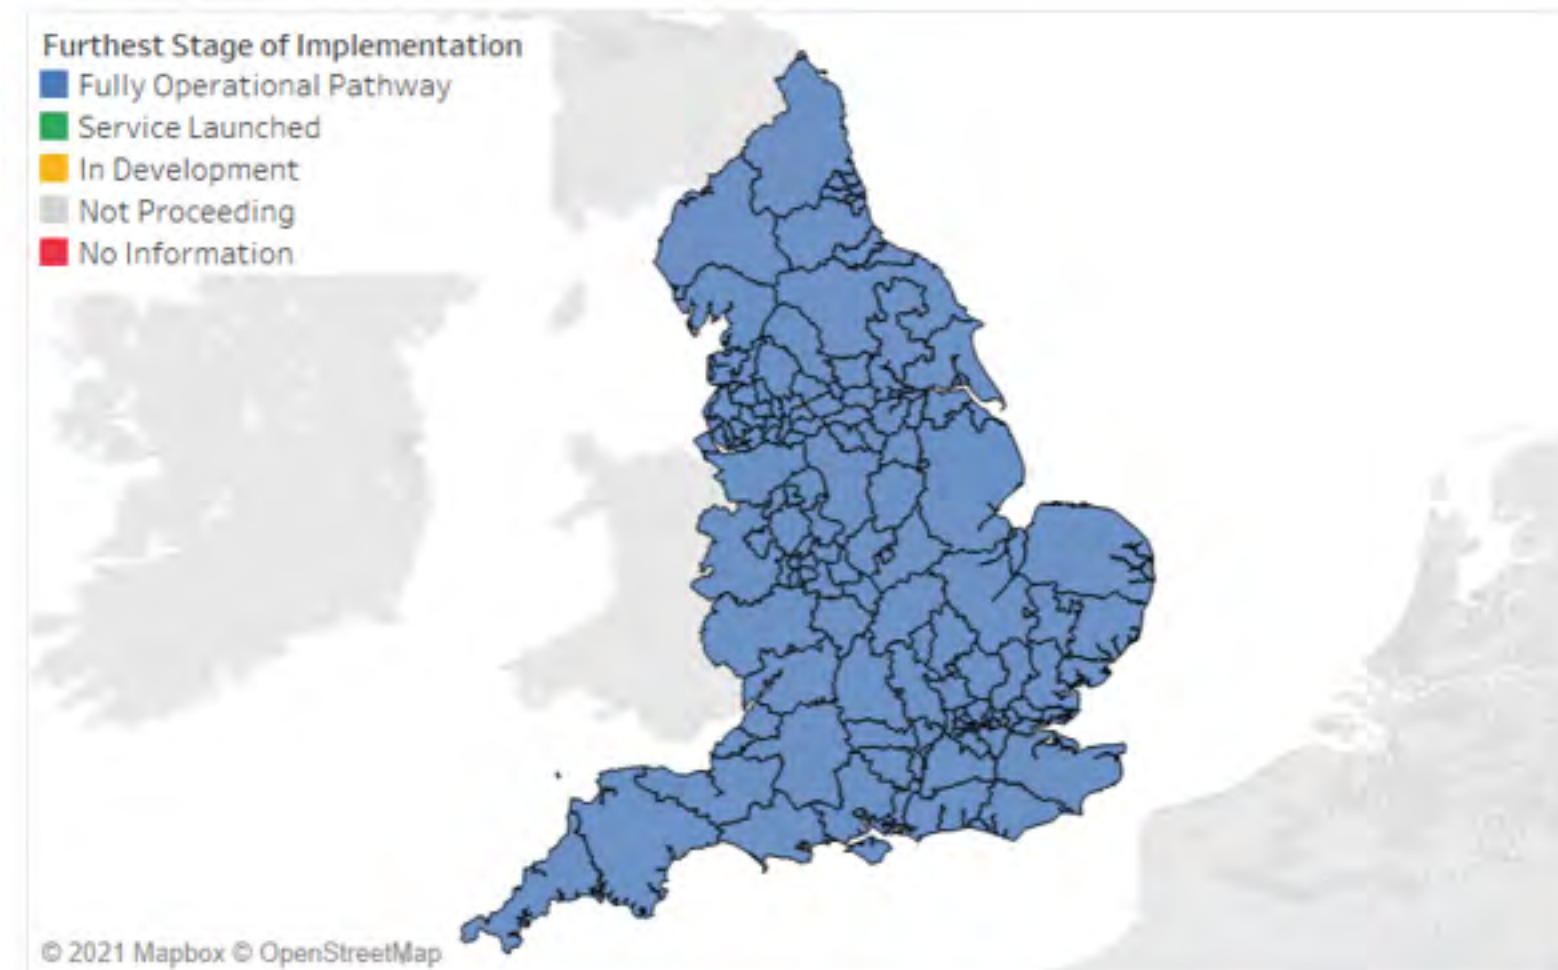 Furthest Stage of Implementation
Fully Operational Pathway
Service Launched
In Development
Not Proceeding
No Information
© 2021 Mapbox © OpenStreetMap